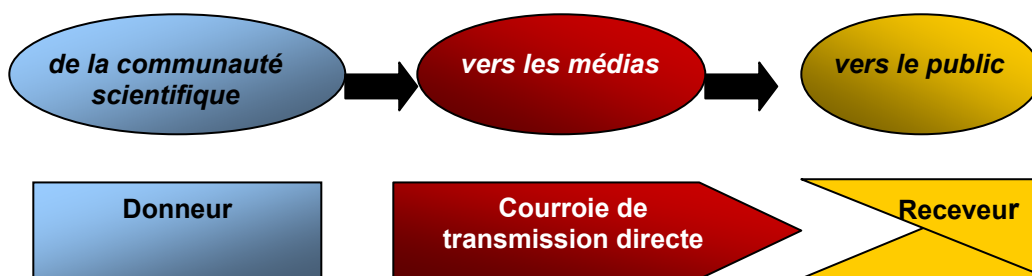 de la communauté
scientifique
vers les médias
vers le public
Donneur
Courroie de
transmission directe
Receveur